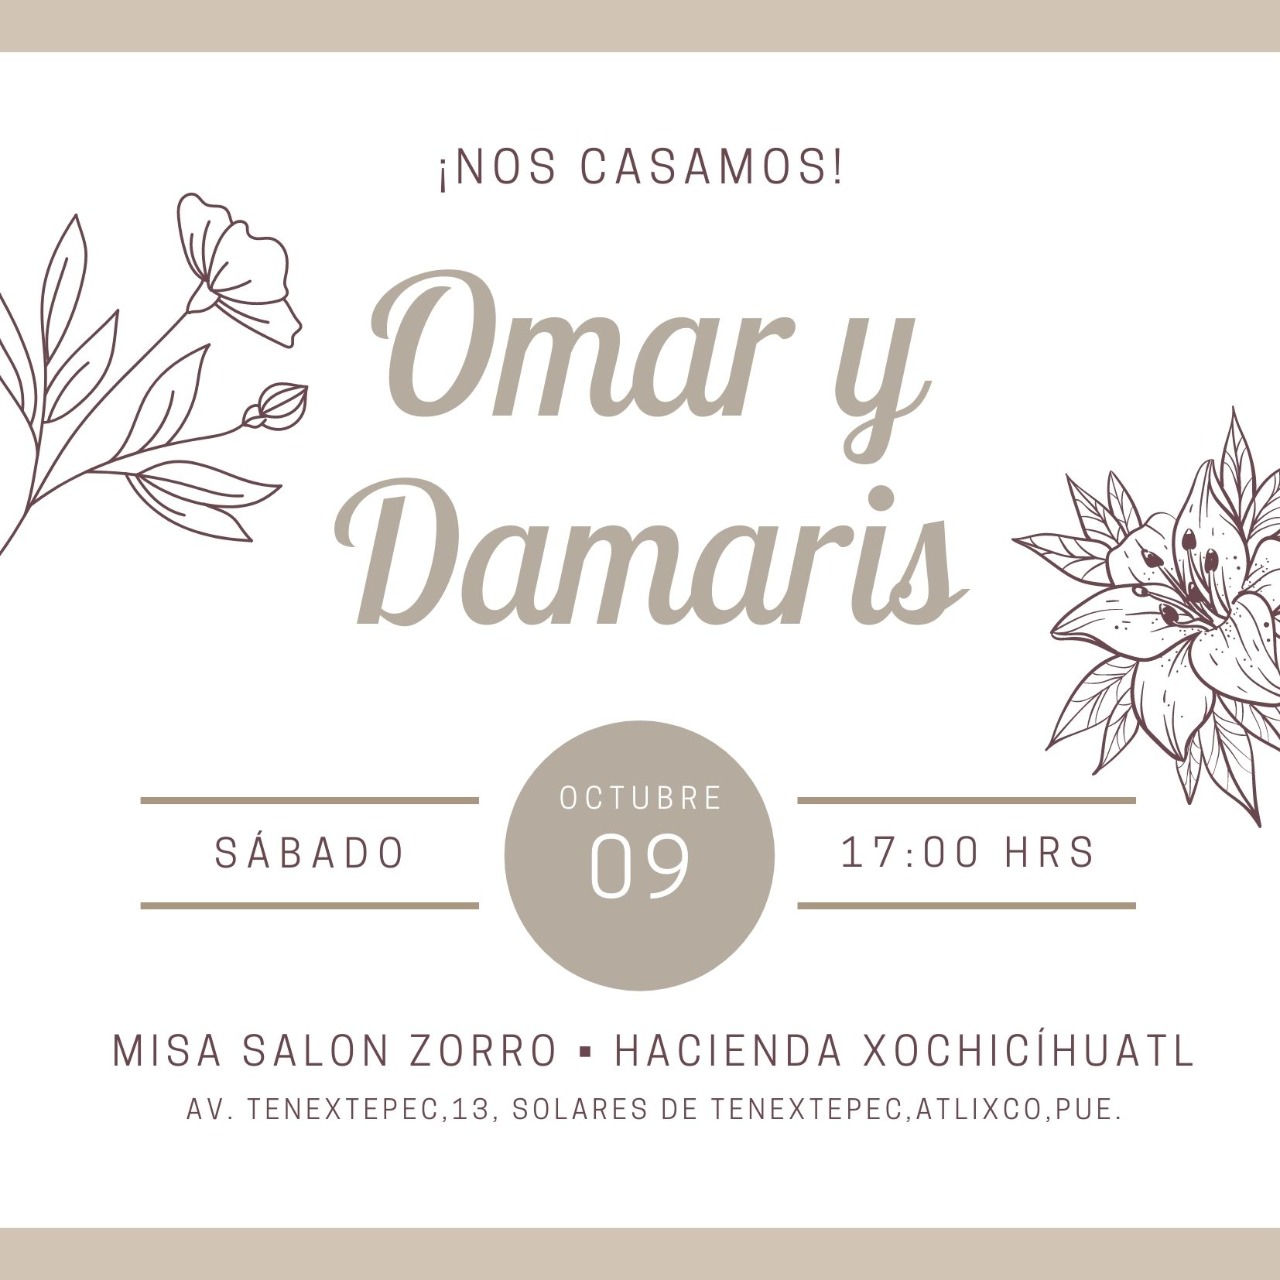 ¡NOS CASAMOS!
Omar y
Damaris
OCTUBRE
SÁBADO
09
17:00 HRS
MISA SALON ZORRO ▪ HACIENDA XOCHICÍHUATL
AV. TENEXTEPEC,13, SOLARES DE TENEXTEPEC,ATLIXCO,PUE.